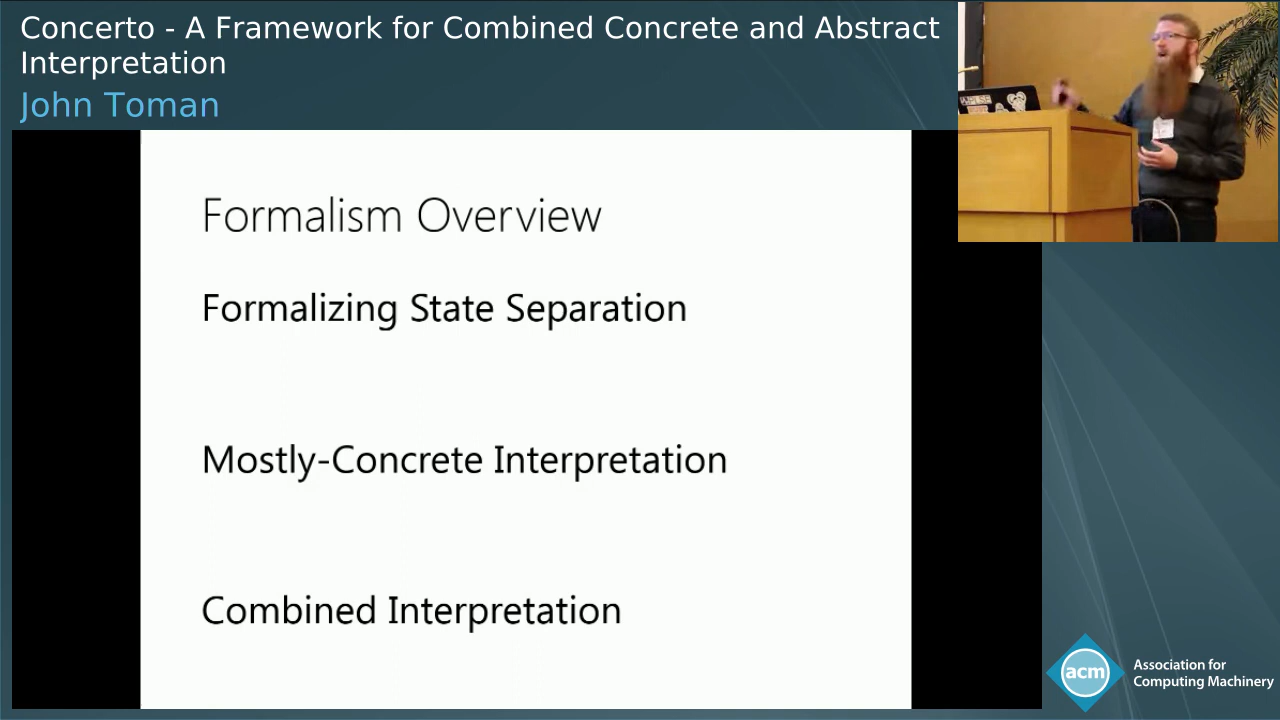 Concerto - A Framework for Combined Concrete and Abstract
Interpretation
John Toman
Formalism Overview
Formalizing State Separation
Mostly-Concrete Interpretation
Combined Interpretation
acm
Association for
Computing Machinery